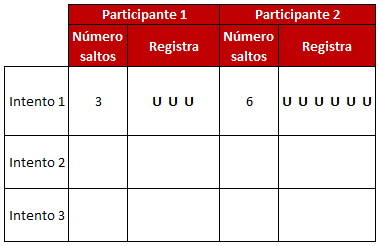 Participante 1 Participante 2
Número saltos Registra Número saltos Registra
Intento 1 3 U U U 6 U U U U U U
Intento 2
Intento 3